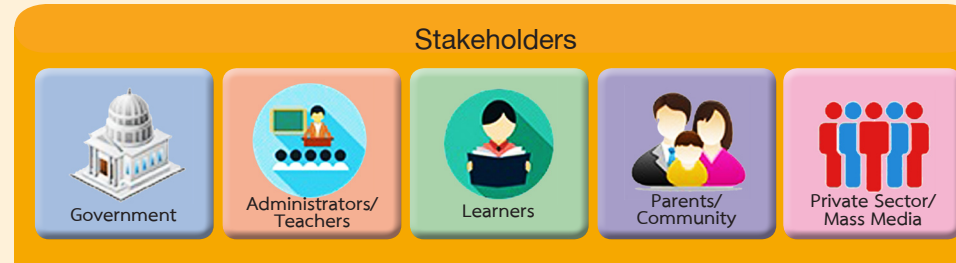 Stakeholders
Government
Administrators/
Teachers
Learners
Parents/
Community
Private Sector/
Mass Media